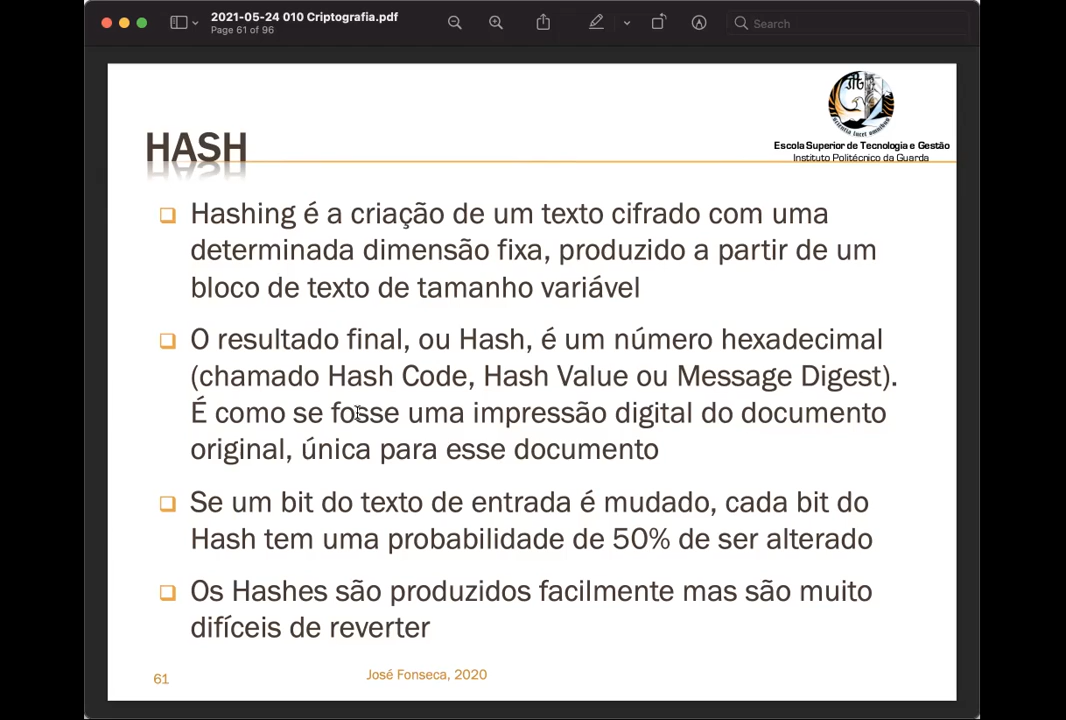 2021-05-24 010 Criptografia.pdf
Page 61 of 96
Search
Escola Superior de Tecnologia e Gestão
Instituto Politécnico da Guarda
HASH
Hashing é a criação de um texto cifrado com uma
determinada dimensão fixa, produzido a partir de um
bloco de texto de tamanho variável
O resultado final, ou Hash, é um número hexadecimal
(chamado Hash Code, Hash Value ou Message Digest).
É como se fosse uma impressão digital do documento
original, única para esse documento
Se um bit do texto de entrada é mudado, cada bit do
Hash tem uma probabilidade de 50% de ser alterado
Os Hashes são produzidos facilmente mas são muito
difíceis de reverter
61
José Fonseca, 2020